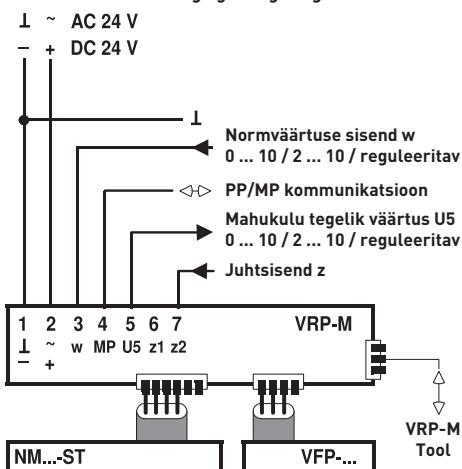 ⊥ ~ AC 24 V
– + DC 24 V
⊥
Normväärtuse sisend w
0 ... 10 / 2 ... 10 / reguleeritav
PP/MP kommunikatsioon
Mahukulu tegelik väärtus U5
0 ... 10 / 2 ... 10 / reguleeritav
Juhtsisend z
1 2 3 4 5 6 7 VRP-M
⊥ ~ w MP U5 z1 z2
– +
VRP-M
Tool
NM...-ST
VFP-...